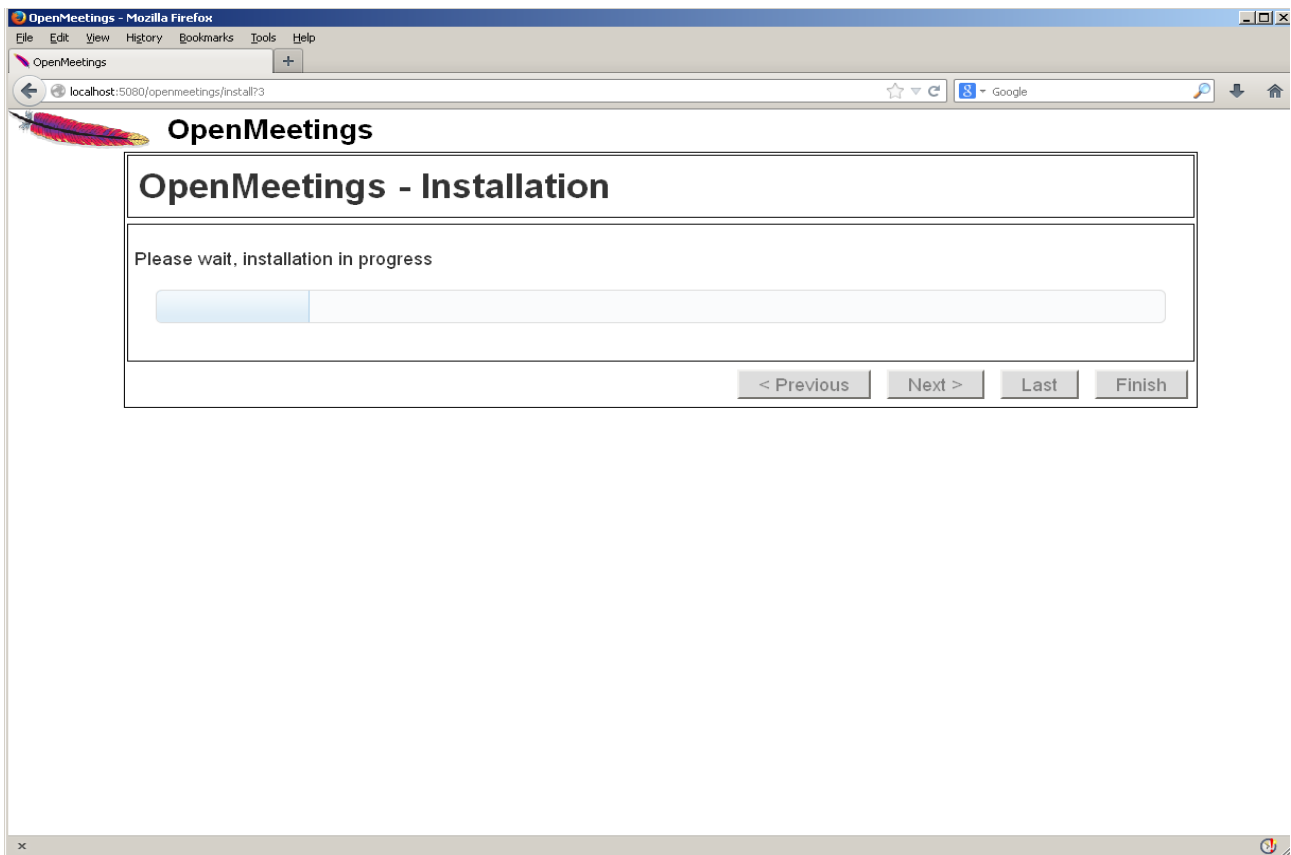 OpenMeetings - Mozilla Firefox
File Edit View History Bookmarks Tools Help
OpenMeetings +
localhost:5080/openmeetings/install?3 8 Google
OpenMeetings
OpenMeetings - Installation
Please wait, installation in progress
< Previous Next > Last Finish
x